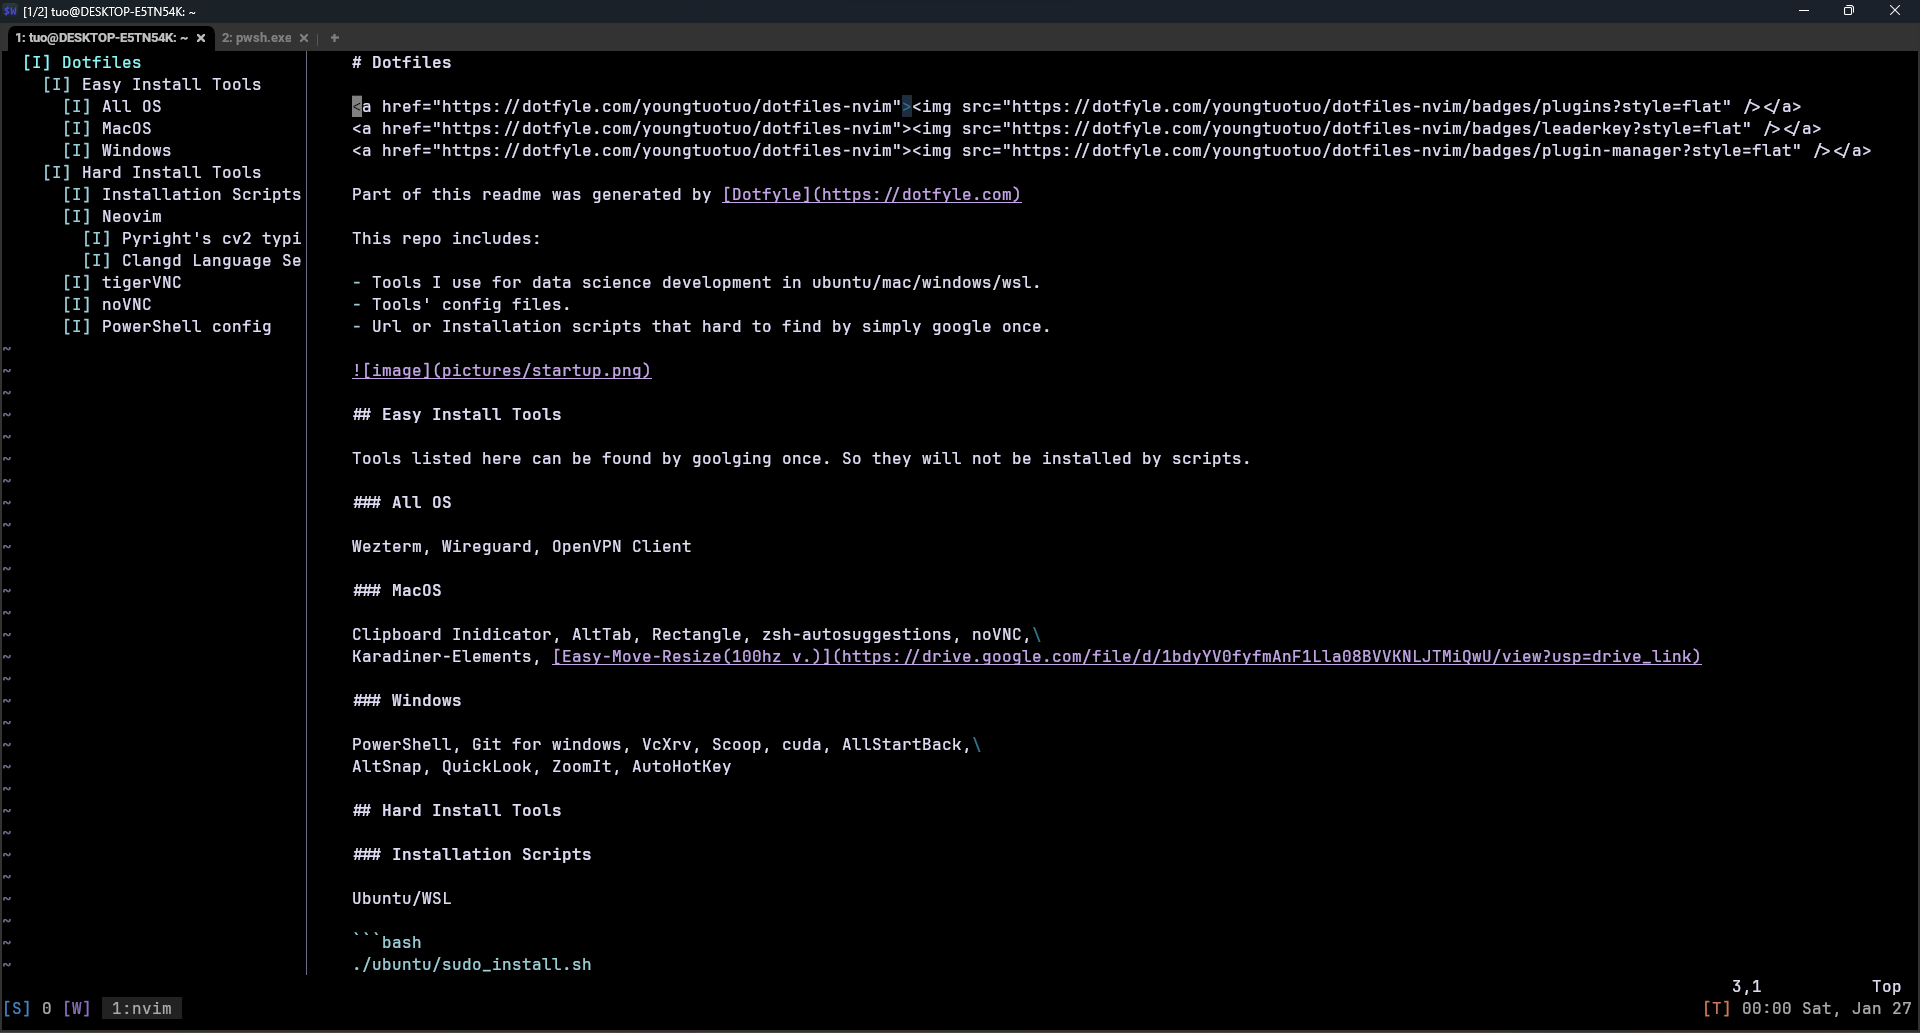 [1/2] tuo@DESKTOP-E5TN54K: ~
1: tuo@DESKTOP-E5TN54K: ~ × 2: pwsh.exe × | +
[I] Dotfiles
[I] Easy Install Tools
[I] All OS
[I] MacOS
[I] Windows
[I] Hard Install Tools
[I] Installation Scripts
[I] Neovim
[I] Pyright's cv2 typi
[I] Clangd Language Se
[I] tigerVNC
[I] noVNC
[I] PowerShell config
# Dotfiles
<a href="https://dotfyle.com/youngtuotuo/dotfiles-nvim"><img src="https://dotfyle.com/youngtuotuo/dotfiles-nvim/badges/plugins?style=flat" /></a>
<a href="https://dotfyle.com/youngtuotuo/dotfiles-nvim"><img src="https://dotfyle.com/youngtuotuo/dotfiles-nvim/badges/leaderkey?style=flat" /></a>
<a href="https://dotfyle.com/youngtuotuo/dotfiles-nvim"><img src="https://dotfyle.com/youngtuotuo/dotfiles-nvim/badges/plugin-manager?style=flat" /></a>
Part of this readme was generated by [Dotfyle](https://dotfyle.com)
This repo includes:
- Tools I use for data science development in ubuntu/mac/windows/wsl.
- Tools' config files.
- Url or Installation scripts that hard to find by simply google once.
![image](pictures/startup.png)
## Easy Install Tools
Tools listed here can be found by goolging once. So they will not be installed by scripts.
### All OS
Wezterm, Wireguard, OpenVPN Client
### MacOS
Clipboard Inidicator, AltTab, Rectangle, zsh-autosuggestions, noVNC,\
Karadiner-Elements, [Easy-Move-Resize(100hz v.)](https://drive.google.com/file/d/1bdyYV0fyfmAnF1Lla08BVVKNLJTMiQwU/view?usp=drive_link)
### Windows
PowerShell, Git for windows, VcXrv, Scoop, cuda, AllStartBack,\
AltSnap, QuickLook, ZoomIt, AutoHotKey
## Hard Install Tools
### Installation Scripts
Ubuntu/WSL
```bash
./ubuntu/sudo_install.sh
3,1 Top
[S] 0 [W] 1:nvim [T] 00:00 Sat, Jan 27